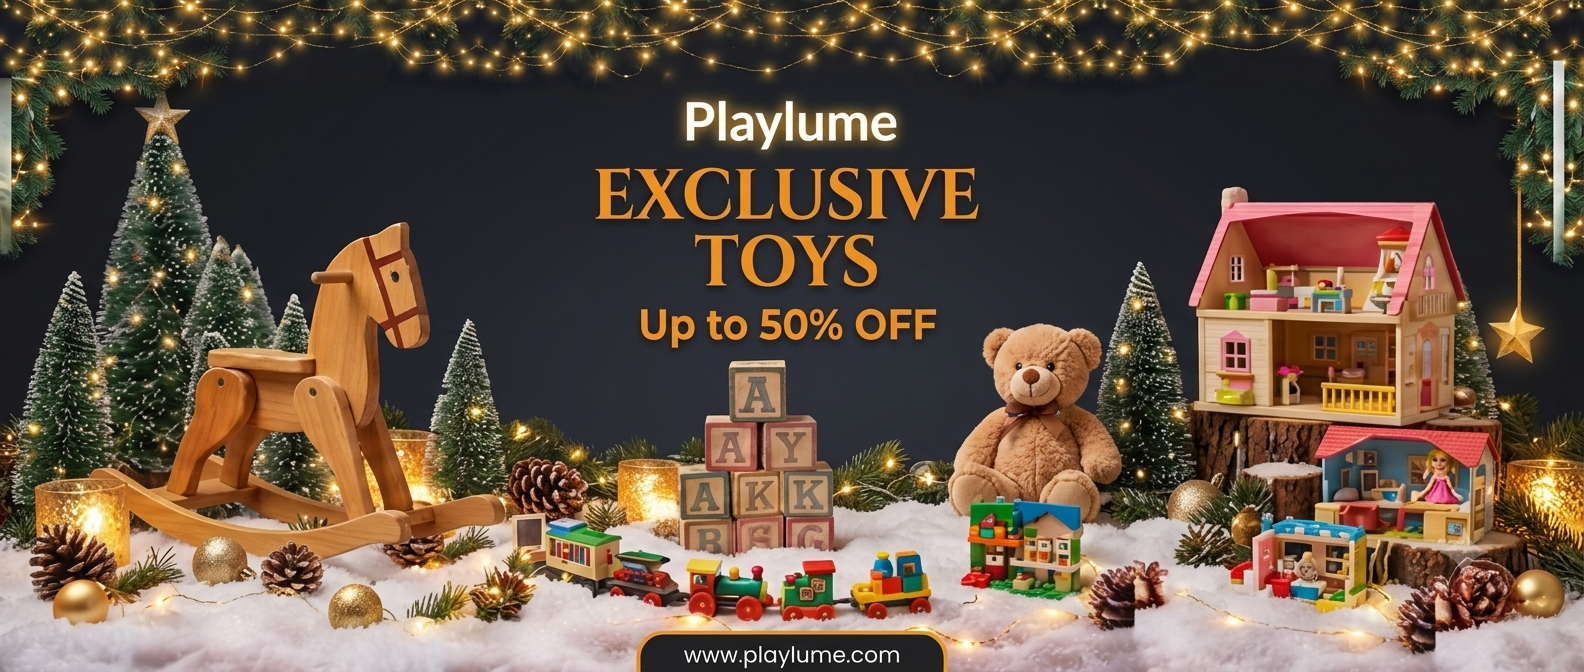 Playlume
EXCLUSIVE
TOYS
Up to 50% OFF
A
A Y
A K K
R S G
www.playlume.com